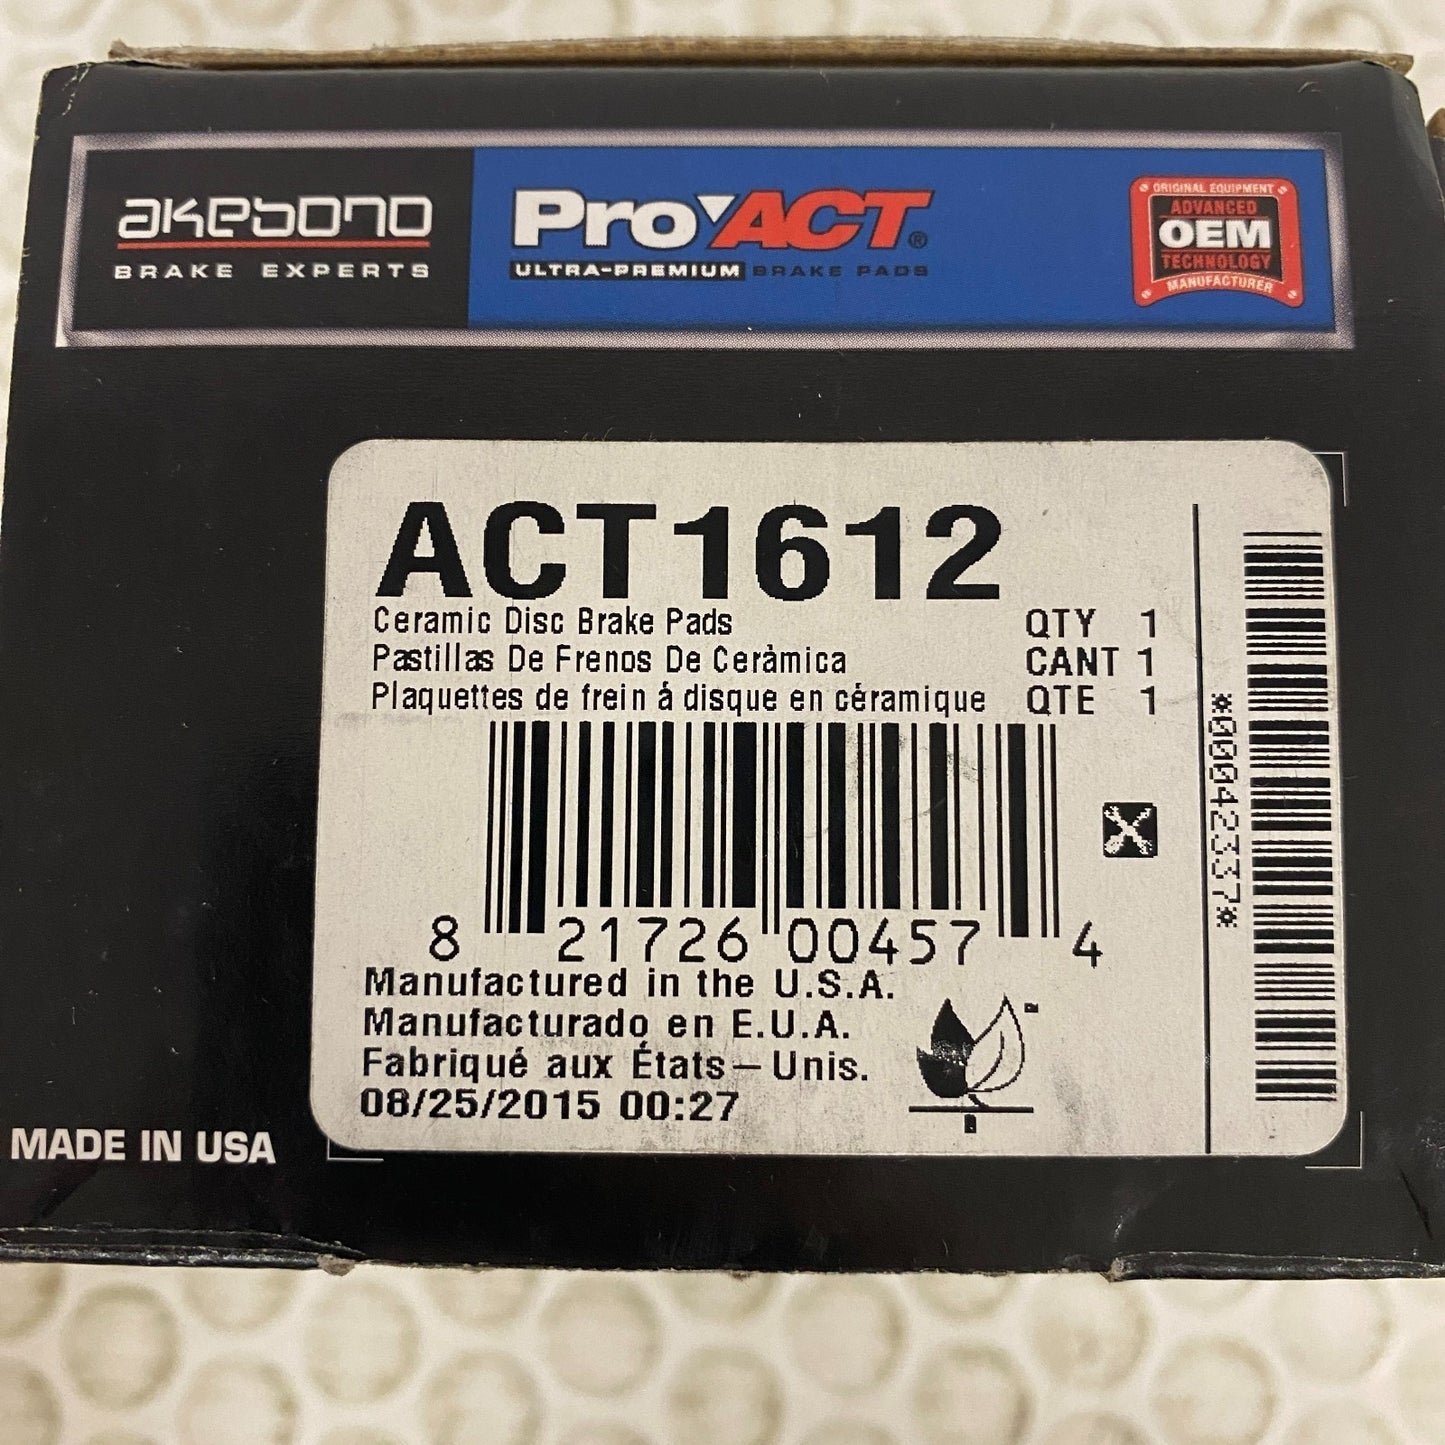 akebono
BRAKE EXPERTS
ProACT®
ULTRA-PREMIUM BRAKE PADS
ORIGINAL EQUIPMENT
ADVANCED
OEM
TECHNOLOGY
MANUFACTURER
ACT1612
Ceramic Disc Brake Pads QTY 1
Pastillas De Frenos De Ceràmica CANT 1
Plaquettes de frein á disque en céramique QTE 1
8 21726 00457 4
*00042337*
Manufactured in the U.S.A.
Manufacturado en E.U.A.
Fabriqué aux États-Unis.
08/25/2015 00:27
MADE IN USA